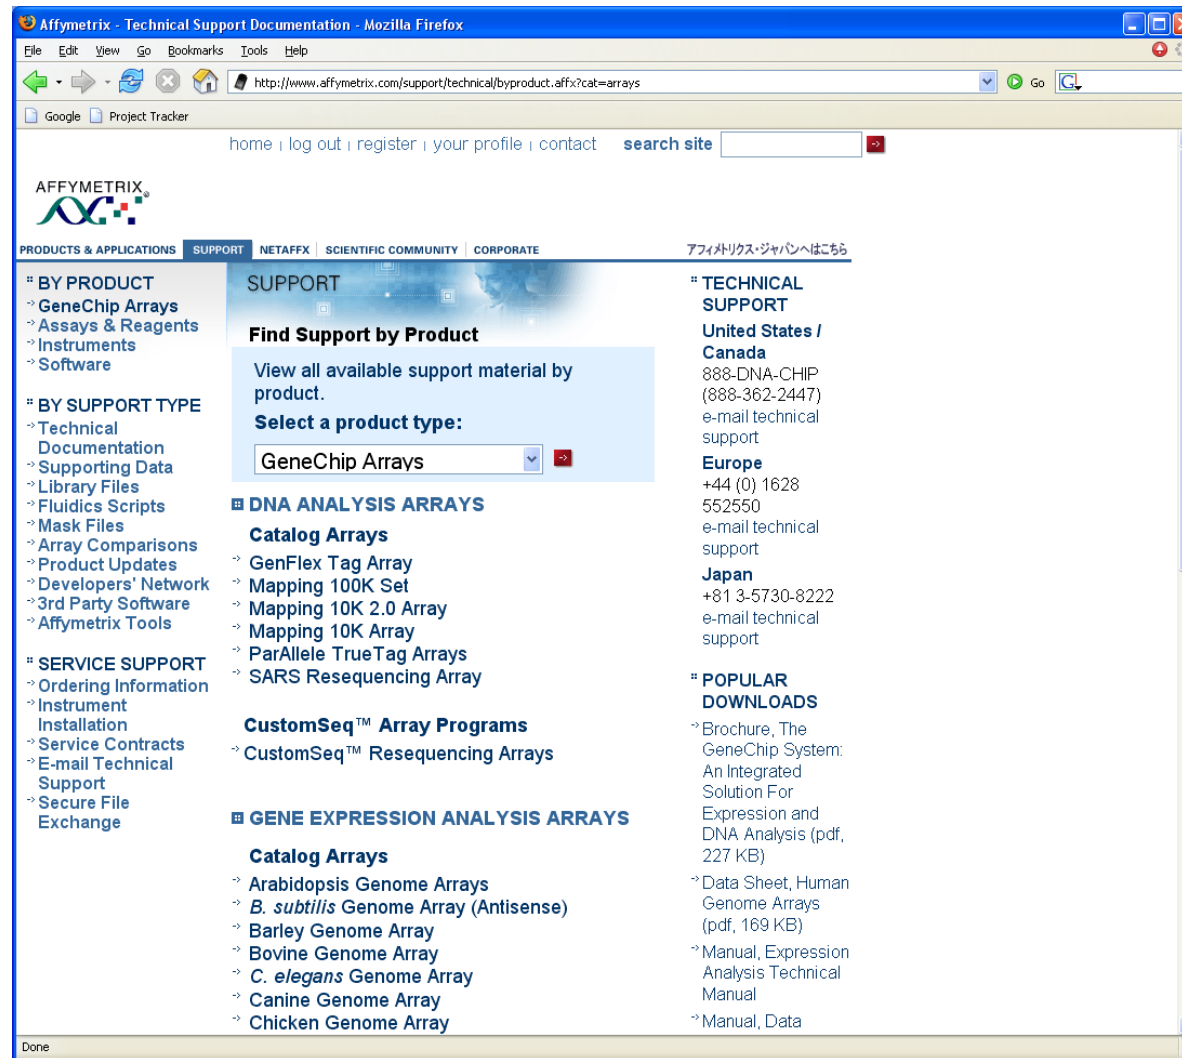 Affymetrix - Technical Support Documentation - Mozilla Firefox
File Edit View Go Bookmarks Tools Help
http://www.affymetrix.com/support/technical/byproduct.affx?cat=arrays
Go
G
Google Project Tracker
home | log out | register | your profile | contact search site
AFFYMETRIX®
PRODUCTS & APPLICATIONS SUPPORT NETAFFX SCIENTIFIC COMMUNITY CORPORATE アフィメトリクス・ジャパンへはこちら
BY PRODUCT
GeneChip Arrays
Assays & Reagents
Instruments
Software
BY SUPPORT TYPE
Technical
Documentation
Supporting Data
Library Files
Fluidics Scripts
Mask Files
Array Comparisons
Product Updates
Developers' Network
3rd Party Software
Affymetrix Tools
SERVICE SUPPORT
Ordering Information
Instrument
Installation
Service Contracts
E-mail Technical
Support
Secure File
Exchange
SUPPORT
Find Support by Product
View all available support material by
product.
Select a product type:
GeneChip Arrays
DNA ANALYSIS ARRAYS
Catalog Arrays
GenFlex Tag Array
Mapping 100K Set
Mapping 10K 2.0 Array
Mapping 10K Array
ParAllele TrueTag Arrays
SARS Resequencing Array
CustomSeq™ Array Programs
CustomSeq™ Resequencing Arrays
GENE EXPRESSION ANALYSIS ARRAYS
Catalog Arrays
Arabidopsis Genome Arrays
B. subtilis Genome Array (Antisense)
Barley Genome Array
Bovine Genome Array
C. elegans Genome Array
Canine Genome Array
Chicken Genome Array
TECHNICAL
SUPPORT
United States /
Canada
888-DNA-CHIP
(888-362-2447)
e-mail technical
support
Europe
+44 (0) 1628
552550
e-mail technical
support
Japan
+81 3-5730-8222
e-mail technical
support
POPULAR
DOWNLOADS
Brochure, The
GeneChip System:
An Integrated
Solution For
Expression and
DNA Analysis (pdf,
227 KB)
Data Sheet, Human
Genome Arrays
(pdf, 169 KB)
Manual, Expression
Analysis Technical
Manual
Manual, Data
Done